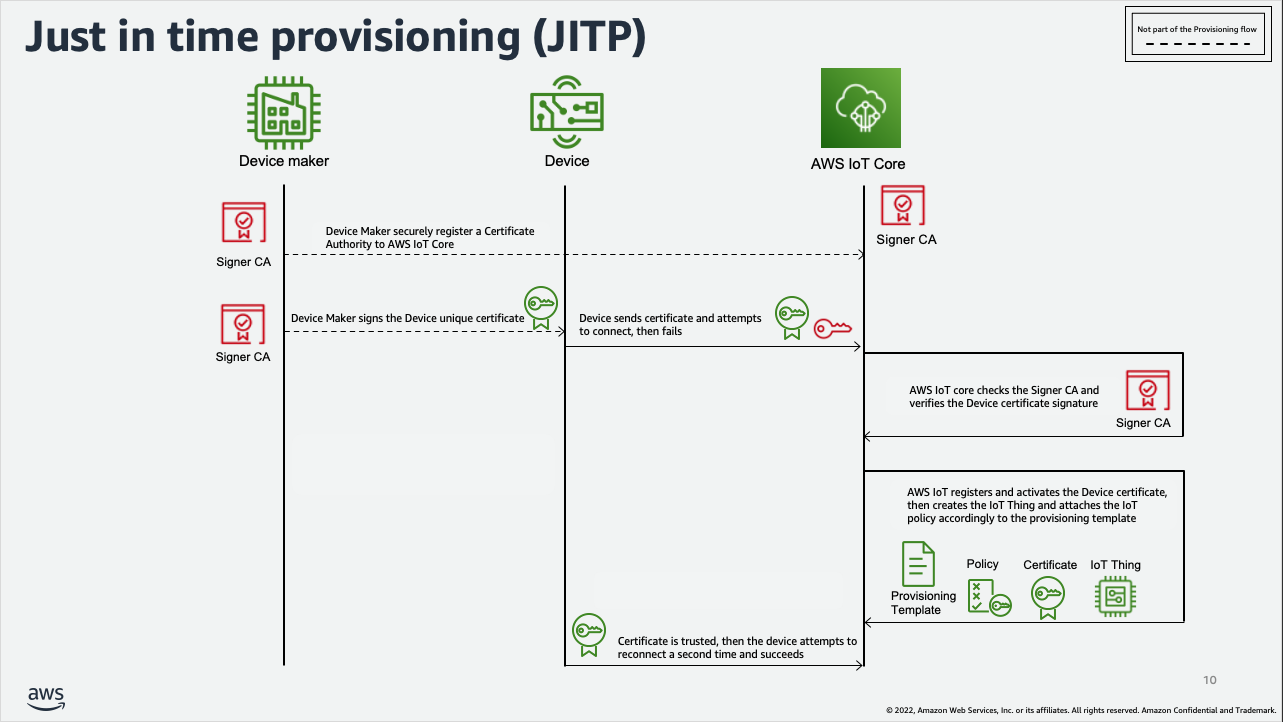 Just in time provisioning (JITP)
Not part of the Provisioning flow
Device maker
Device
AWS IoT Core
Signer CA
Device Maker securely register a Certificate
Authority to AWS IoT Core
Signer CA
Device Maker signs the Device unique certificate
Signer CA
Device sends certificate and attempts
to connect, then fails
AWS IoT core checks the Signer CA and
verifies the Device certificate signature
Signer CA
AWS IoT registers and activates the Device certificate,
then creates the IoT Thing and attaches the IoT
policy accordingly to the provisioning template
Provisioning
Template
Policy
Certificate
IoT Thing
Certificate is trusted, then the device attempts to
reconnect a second time and succeeds
10
aws
© 2022, Amazon Web Services, Inc. or its affiliates. All rights reserved. Amazon Confidential and Trademark.